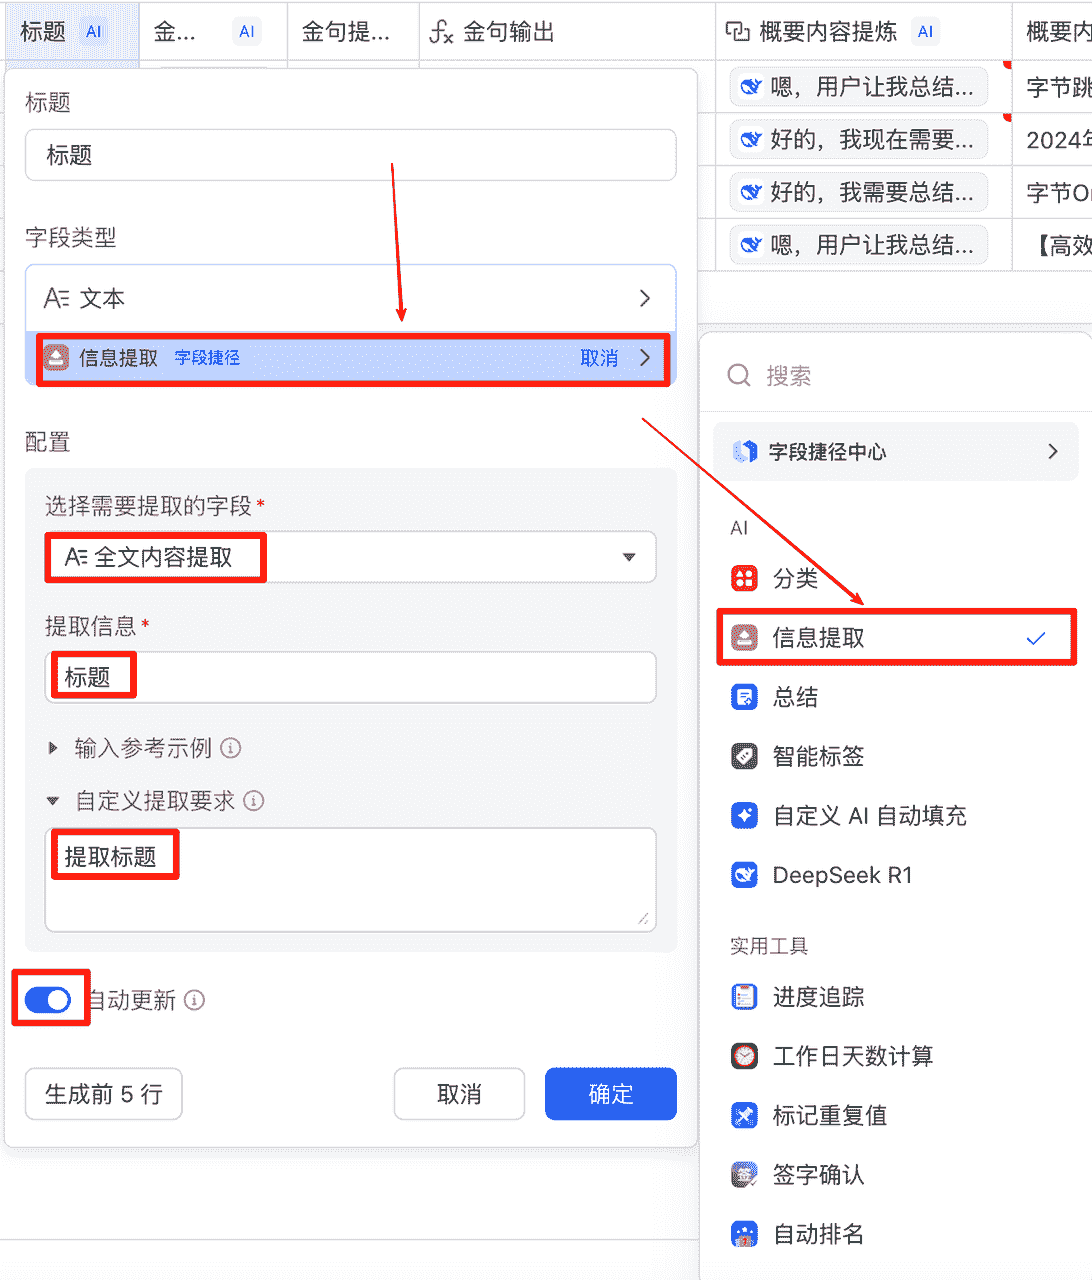 标题 AI 金... AI 金句提... fx 金句输出 概要内容提炼 AI 概要内
标题
标题
字段类型
文本
信息提取 字段捷径 取消
配置
选择需要提取的字段*
全文内容提取
提取信息*
标题
输入参考示例
自定义提取要求
提取标题
自动更新
生成前 5 行 取消 确定
嗯，用户让我总结... 字节跳
好的，我现在需要... 2024年
好的，我需要总结... 字节O
嗯，用户让我总结... 【高效
搜索
字段捷径中心
AI
分类
信息提取
总结
智能标签
自定义 AI 自动填充
DeepSeek R1
实用工具
进度追踪
工作日天数计算
标记重复值
签字确认
自动排名